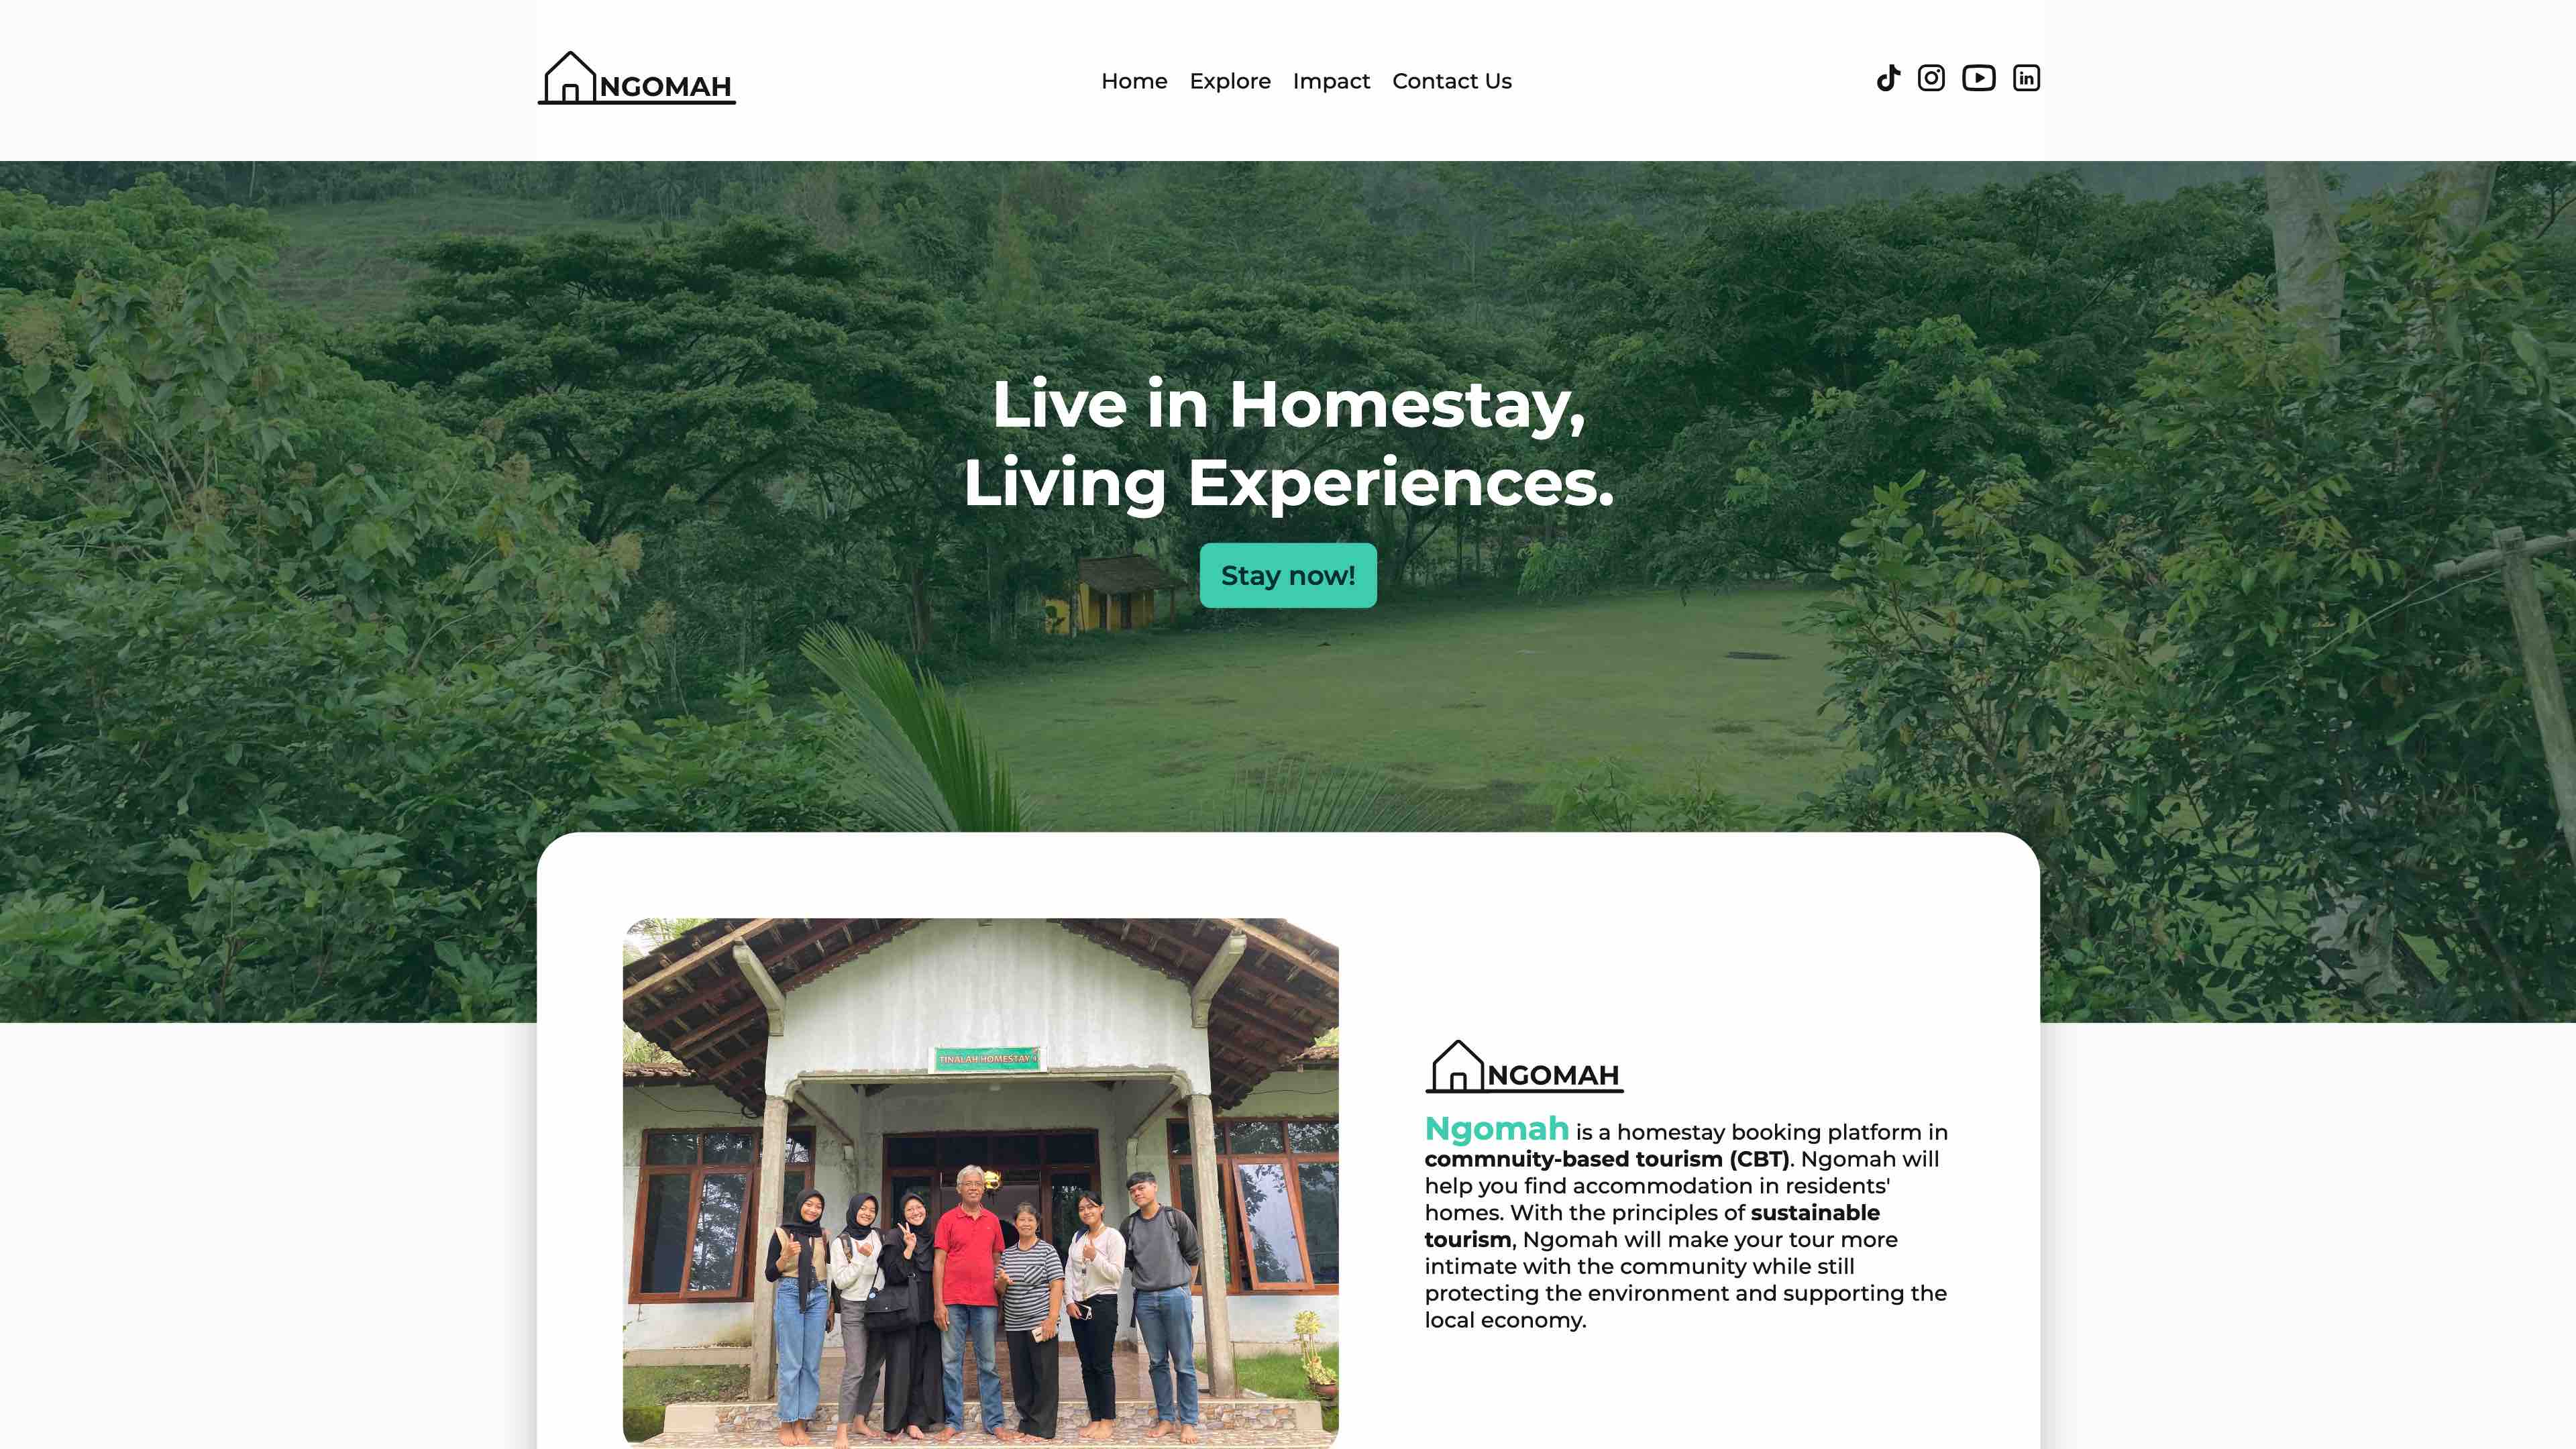 NGOMAH
Home Explore Impact Contact Us
Live in Homestay,
Living Experiences.
Stay now!
TINALAH HOMESTAY
NGOMAH
Ngomah is a homestay booking platform in
commnuity-based tourism (CBT). Ngomah will
help you find accommodation in residents'
homes. With the principles of sustainable
tourism, Ngomah will make your tour more
intimate with the community while still
protecting the environment and supporting the
local economy.